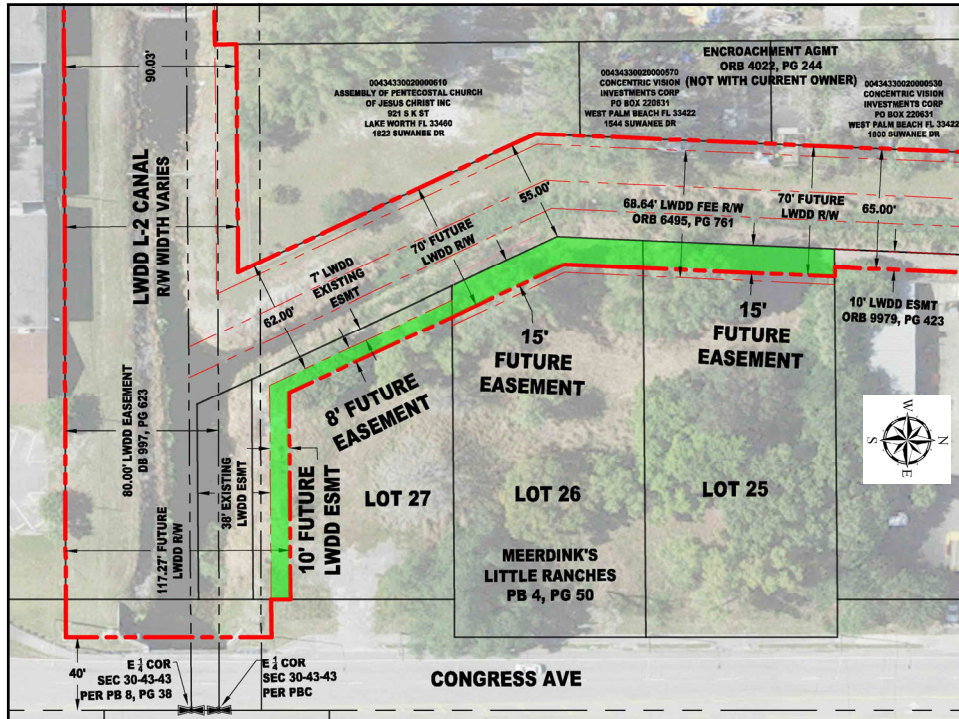 90.03'
LWDD L-2 CANAL
R/W WIDTH VARIES
00434330020000610
ASSEMBLY OF PENTECOSTAL CHURCH
OF JESUS CHRIST INC
921 S K ST
LAKE WORTH FL 33460
1822 SUWANEE DR
00434330020000570
CONCENTRIC VISION
INVESTMENTS CORP
PO BOX 220631
WEST PALM BEACH FL 33422
1544 SUWANEE DR
ENCROACHMENT AGMT
ORB 4022, PG 244
(NOT WITH CURRENT OWNER)
00434330020000530
CONCENTRIC VISION
INVESTMENTS CORP
PO BOX 220631
WEST PALM BEACH FL 33422
1000 SUWANEE DR
62.00'
7' LWDD
EXISTING
ESMT
70' FUTURE
LWDD R/W
55.00'
68.64' LWDD FEE R/W
ORB 6495, PG 761
70' FUTURE
LWDD R/W
65.00'
10' LWDD ESMT
ORB 9979, PG 423
15'
FUTURE
EASEMENT
15'
FUTURE
EASEMENT
8' FUTURE
EASEMENT
80.00' LWDD EASEMENT
DB 997, PG 623
38' EXISTING
LWDD ESMT
10' FUTURE
LWDD ESMT
117.27' FUTURE
LWDD R/W
LOT 27
LOT 26
LOT 25
MEERDINK'S
LITTLE RANCHES
PB 4, PG 50
W
S
N
E
40'
E 1/4 COR
SEC 30-43-43
PER PB 8, PG 38
E 1/4 COR
SEC 30-43-43
PER PBC
CONGRESS AVE